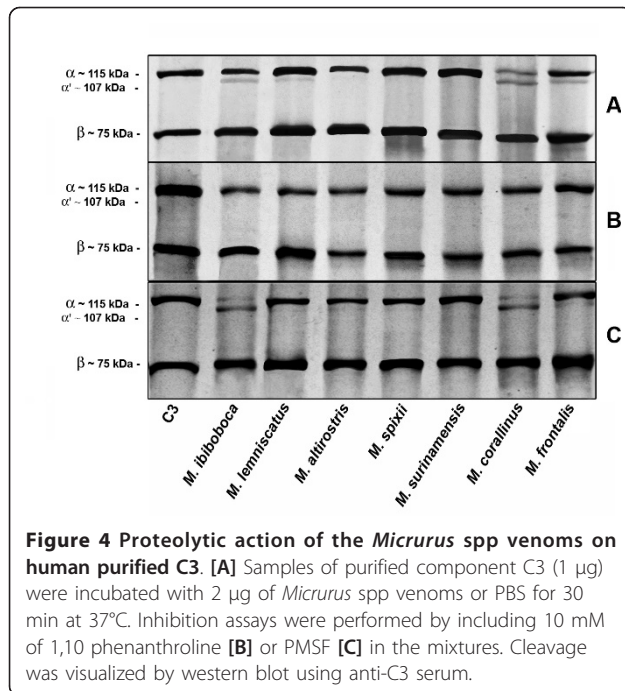 α ~ 115 kDa -
α' ~ 107 kDa -
β ~ 75 kDa -
A
α ~ 115 kDa -
α' ~ 107 kDa -
β ~ 75 kDa -
B
α ~ 115 kDa -
α' ~ 107 kDa -
β ~ 75 kDa -
C
C3
M. ibiboboca
M. lemniscatus
M. altirostris
M. spixii
M. surinamensis
M. corallinus
M. frontalis
Figure 4 Proteolytic action of the Micrurus spp venoms on
human purified C3. [A] Samples of purified component C3 (1 μg)
were incubated with 2 μg of Micrurus spp venoms or PBS for 30
min at 37°C. Inhibition assays were performed by including 10 mM
of 1,10 phenanthroline [B] or PMSF [C] in the mixtures. Cleavage
was visualized by western blot using anti-C3 serum.